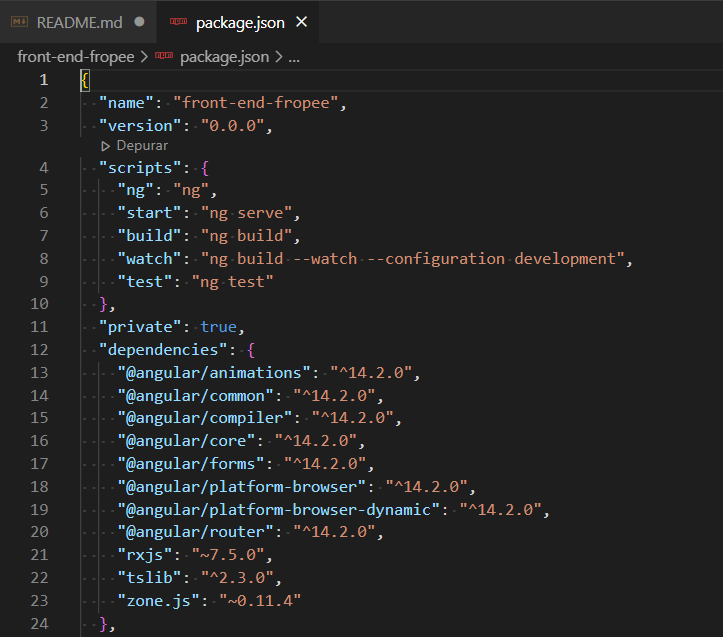 README.md
package.json
front-end-fropee > package.json > ...
1 {
2 "name": "front-end-fropee",
3 "version": "0.0.0",
Depurar
4 "scripts": {
5 "ng": "ng",
6 "start": "ng serve",
7 "build": "ng build",
8 "watch": "ng build --watch --configuration development",
9 "test": "ng test"
10 },
11 "private": true,
12 "dependencies": {
13 "@angular/animations": "^14.2.0",
14 "@angular/common": "^14.2.0",
15 "@angular/compiler": "^14.2.0",
16 "@angular/core": "^14.2.0",
17 "@angular/forms": "^14.2.0",
18 "@angular/platform-browser": "^14.2.0",
19 "@angular/platform-browser-dynamic": "^14.2.0",
20 "@angular/router": "^14.2.0",
21 "rxjs": "~7.5.0",
22 "tslib": "^2.3.0",
23 "zone.js": "~0.11.4"
24 },